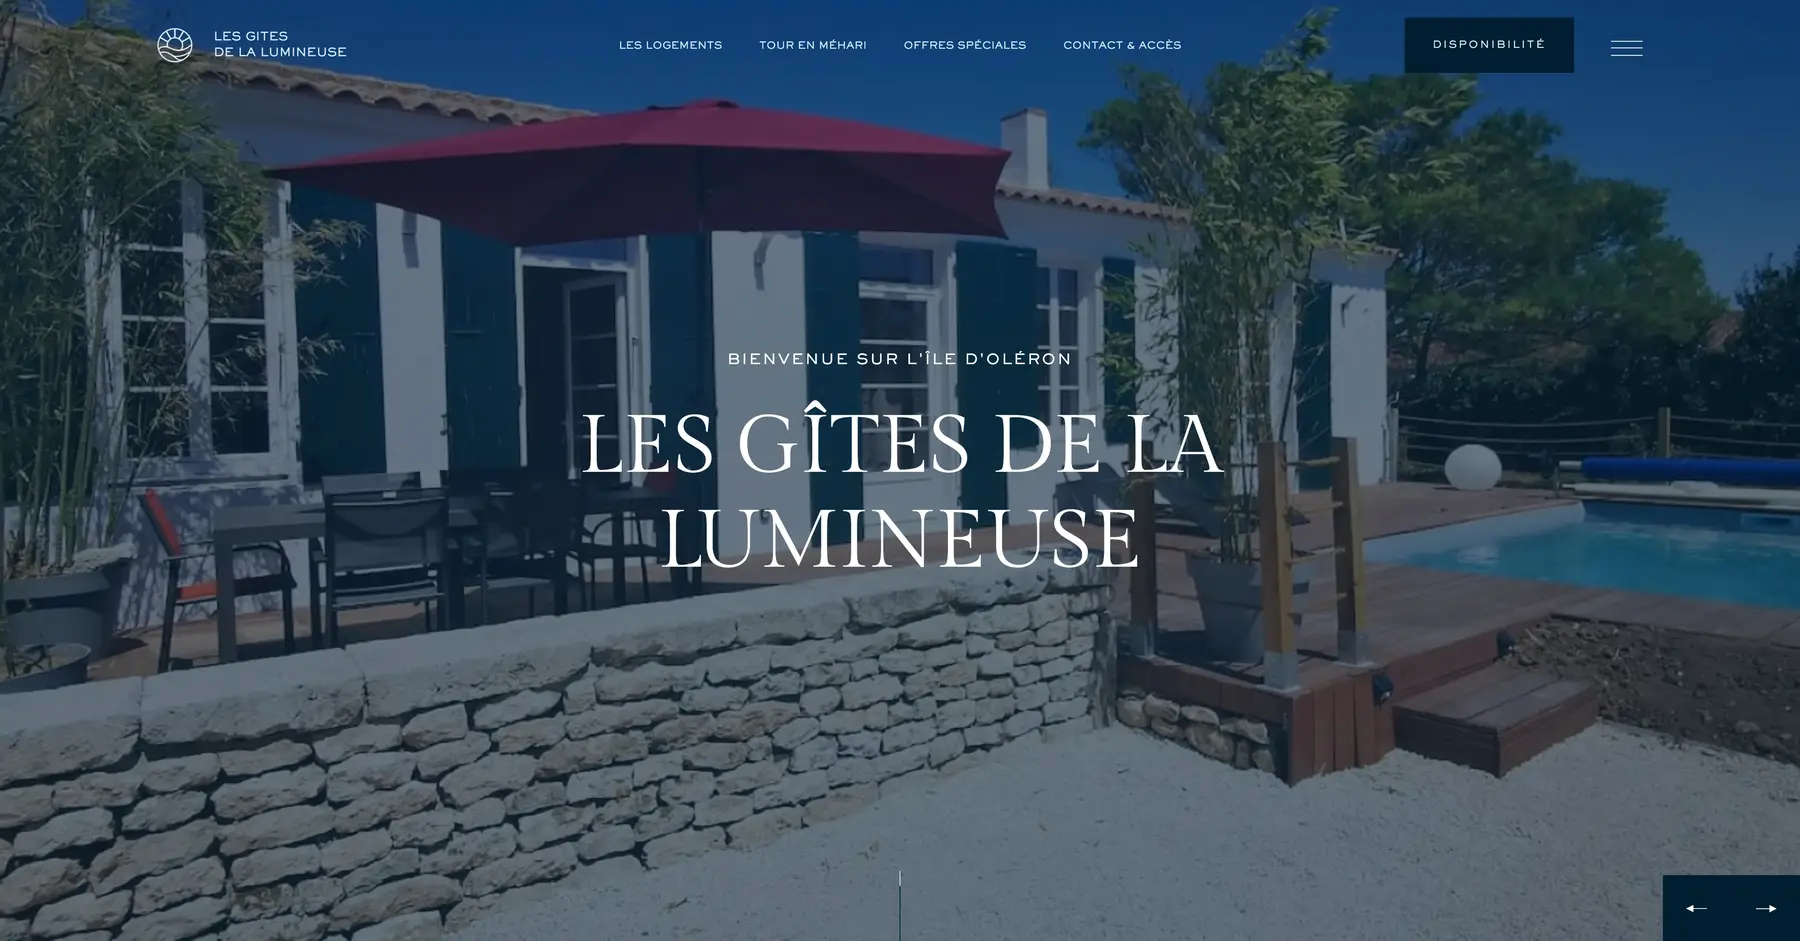 LES GITES
DE LA LUMINEUSE
LES LOGEMENTS
TOUR EN MÉHARI
OFFRES SPÉCIALES
CONTACT & ACCÈS
DISPONIBILITÉ
BIENVENUE SUR L'ÎLE D'OLÉRON
LES GÎTES DE LA
LUMINEUSE